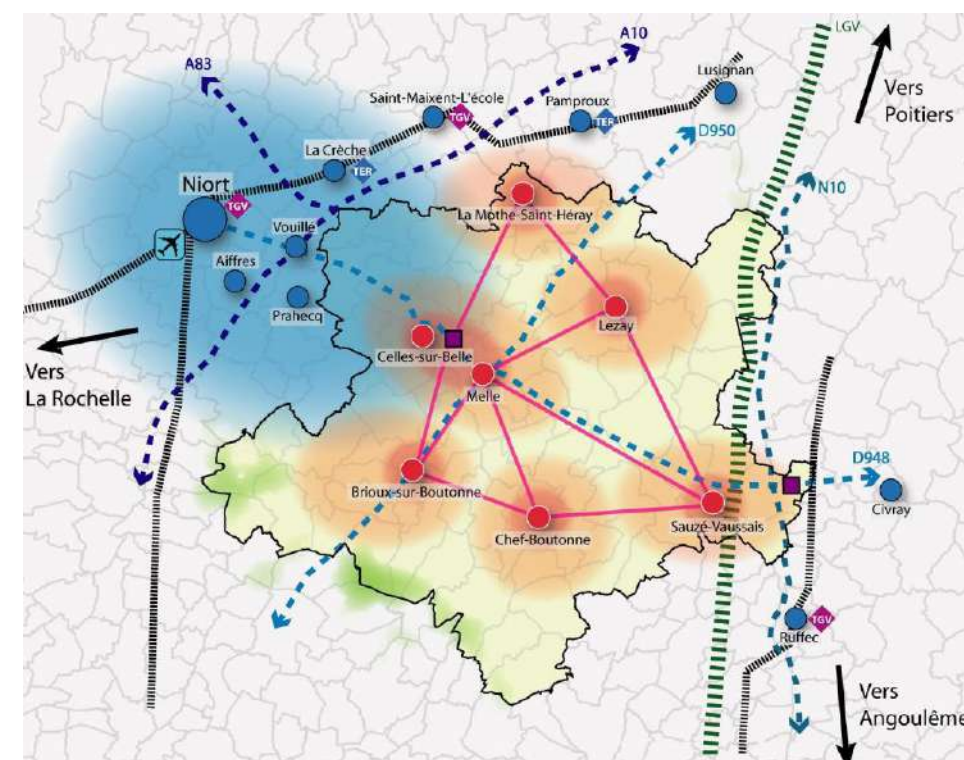 A10
LGV
A83
Lusignan
Saint-Maixent-L'école
TGV
Pamproux
TER
Vers
Poitiers
D950
La Crèche
TER
Niort
TGV
N10
La Mothe-Saint-Héray
Vouillé
Aiffres
Prahecq
Lezay
Celles-sur-Belle
Vers
La Rochelle
Melle
D948
Brioux-sur-Boutonne
Civray
Sauzé-Vaussais
Chef-Boutonne
TGV
Ruffec
Vers
Angoulême